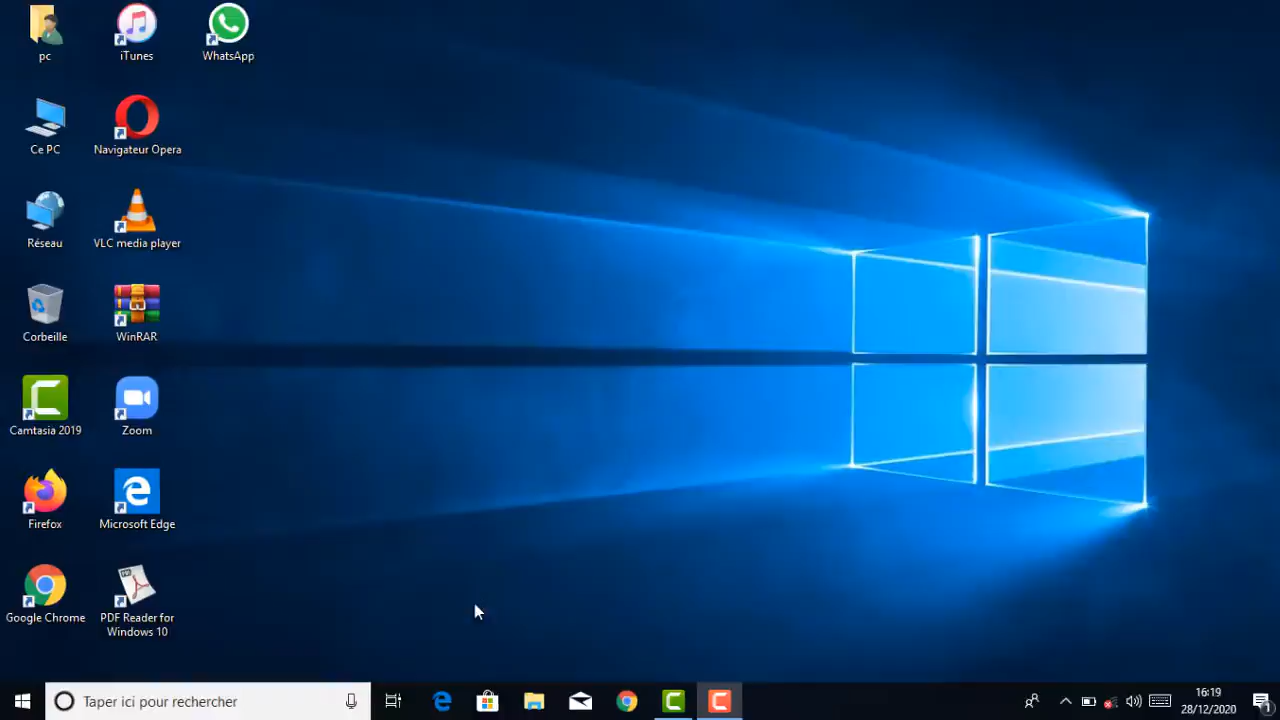 pc
iTunes
WhatsApp
Ce PC
Navigateur Opera
Réseau
VLC media player
Corbeille
WinRAR
Camtasia 2019
Zoom
Firefox
Microsoft Edge
Google Chrome
PDF Reader for
Windows 10
Taper ici pour rechercher
16:19
28/12/2020
1